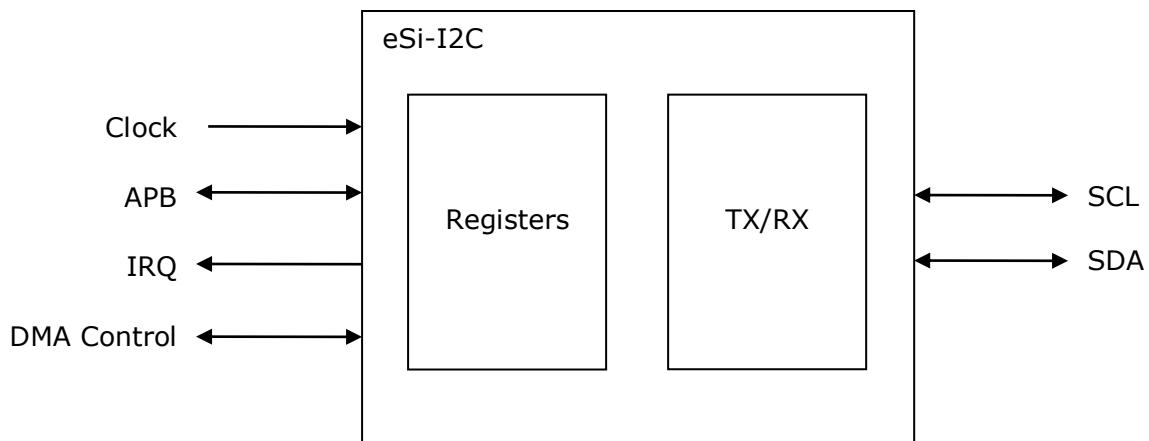 eSi-I2C
Clock
APB
IRQ
DMA Control
Registers
TX/RX
SCL
SDA